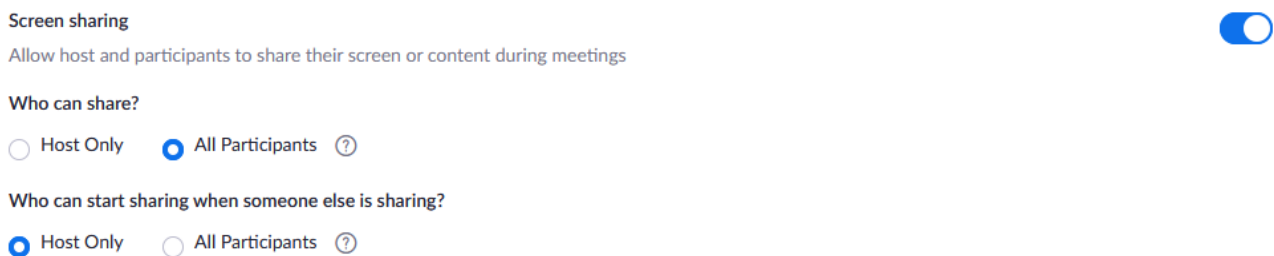 Screen sharing
Allow host and participants to share their screen or content during meetings
Who can share?
Host Only All Participants ?
Who can start sharing when someone else is sharing?
Host Only All Participants ?